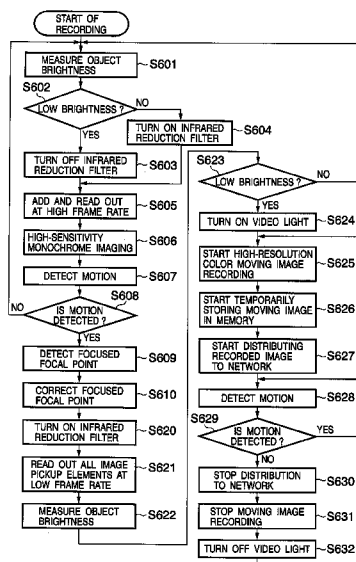 START OF
RECORDING
MEASURE OBJECT
BRIGHTNESS
S601
S602
LOW BRIGHTNESS ?
NO
YES
TURN ON INFRARED
REDUCTION FILTER
S604
TURN OFF INFRARED
REDUCTION FILTER
S603
ADD AND READ OUT
AT HIGH FRAME RATE
S605
HIGH-SENSITIVITY
MONOCHROME IMAGING
S606
DETECT MOTION
S607
S608
NO
IS MOTION
DETECTED ?
YES
DETECT FOCUSED
FOCAL POINT
S609
CORRECT FOCUSED
FOCAL POINT
S610
TURN ON INFRARED
REDUCTION FILTER
S620
READ OUT ALL IMAGE
PICKUP ELEMENTS AT
LOW FRAME RATE
S621
MEASURE OBJECT
BRIGHTNESS
S622
S623
LOW BRIGHTNESS ?
NO
YES
TURN ON VIDEO LIGHT
S624
START HIGH-RESOLUTION
COLOR MOVING IMAGE
RECORDING
S625
START TEMPORARILY
STORING MOVING IMAGE
IN MEMORY
S626
START DISTRIBUTING
RECORDED IMAGE
TO NETWORK
S627
DETECT MOTION
S628
S629
IS MOTION
DETECTED ?
YES
NO
STOP DISTRIBUTION
TO NETWORK
S630
STOP MOVING IMAGE
RECORDING
S631
TURN OFF VIDEO LIGHT
S632